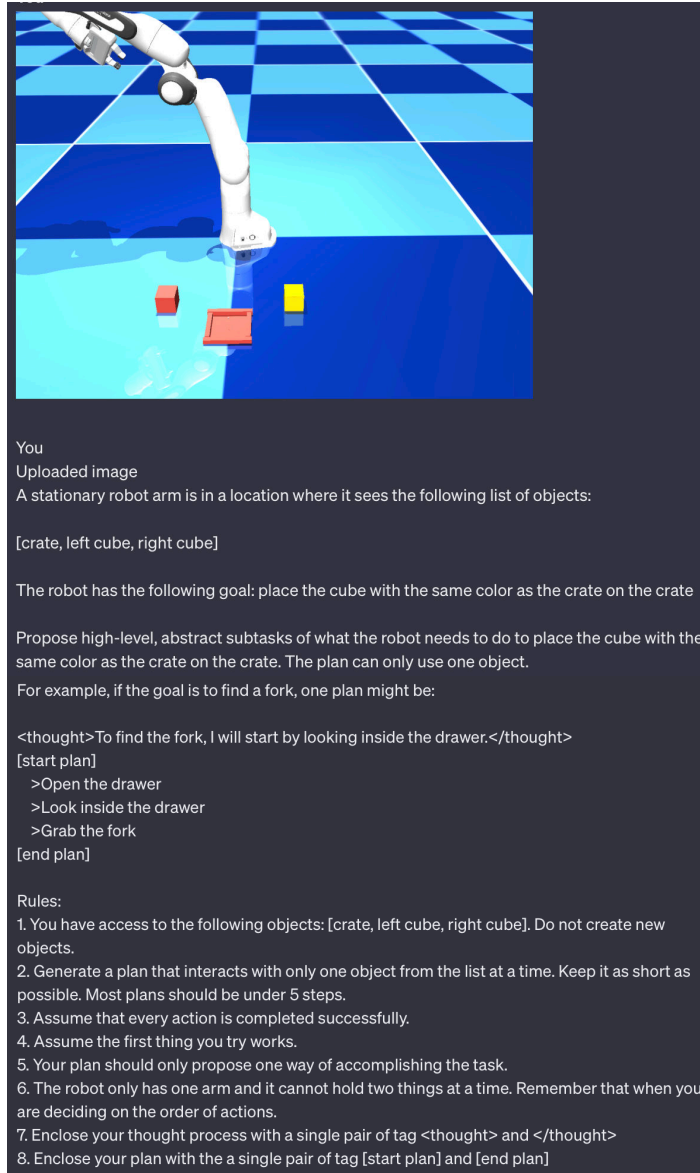 You
Uploaded image
A stationary robot arm is in a location where it sees the following list of objects:
[crate, left cube, right cube]
The robot has the following goal: place the cube with the same color as the crate on the crate
Propose high-level, abstract subtasks of what the robot needs to do to place the cube with the
same color as the crate on the crate. The plan can only use one object.
For example, if the goal is to find a fork, one plan might be:
<thought>To find the fork, I will start by looking inside the drawer.</thought>
[start plan]
>Open the drawer
>Look inside the drawer
>Grab the fork
[end plan]
Rules:
1. You have access to the following objects: [crate, left cube, right cube]. Do not create new
objects.
2. Generate a plan that interacts with only one object from the list at a time. Keep it as short as
possible. Most plans should be under 5 steps.
3. Assume that every action is completed successfully.
4. Assume the first thing you try works.
5. Your plan should only propose one way of accomplishing the task.
6. The robot only has one arm and it cannot hold two things at a time. Remember that when you
are deciding on the order of actions.
7. Enclose your thought process with a single pair of tag <thought> and </thought>
8. Enclose your plan with the a single pair of tag [start plan] and [end plan]